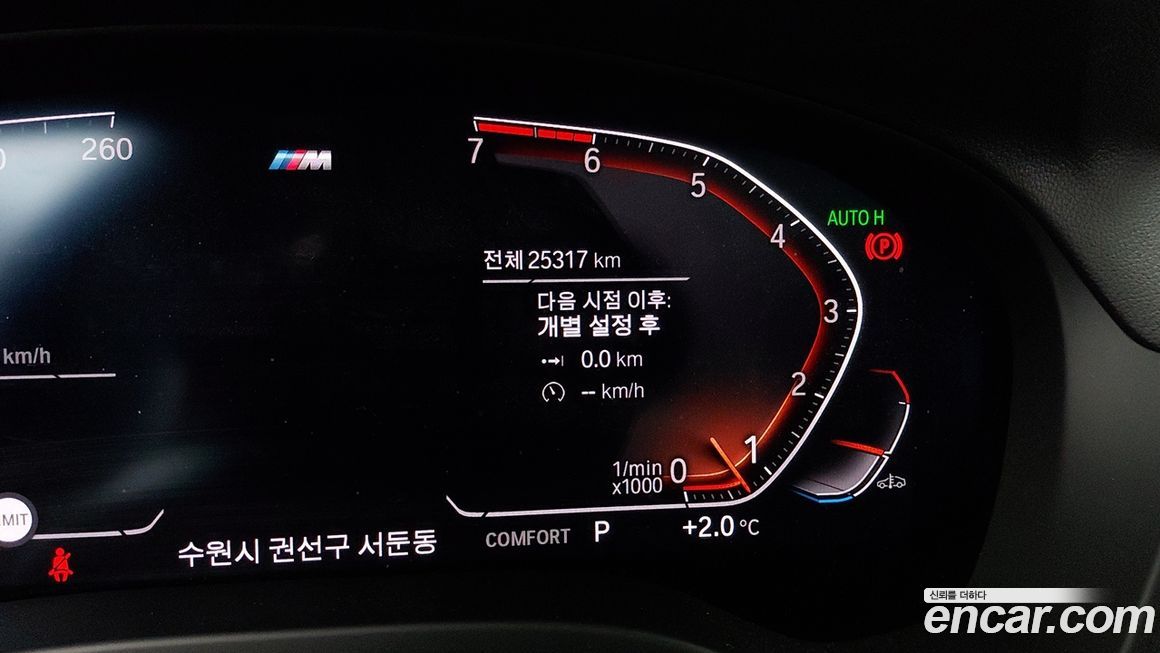 260
M
7
6
5
4
3
2
1
0
AUTO H
P
전체 25317 km
다음 시점 이후:
개별 설정 후
0.0 km
-- km/h
km/h
1/min
x1000
MIT
수원시 권선구 서둔동
COMFORT P +2.0 °C
신뢰를 더하다
encar.com